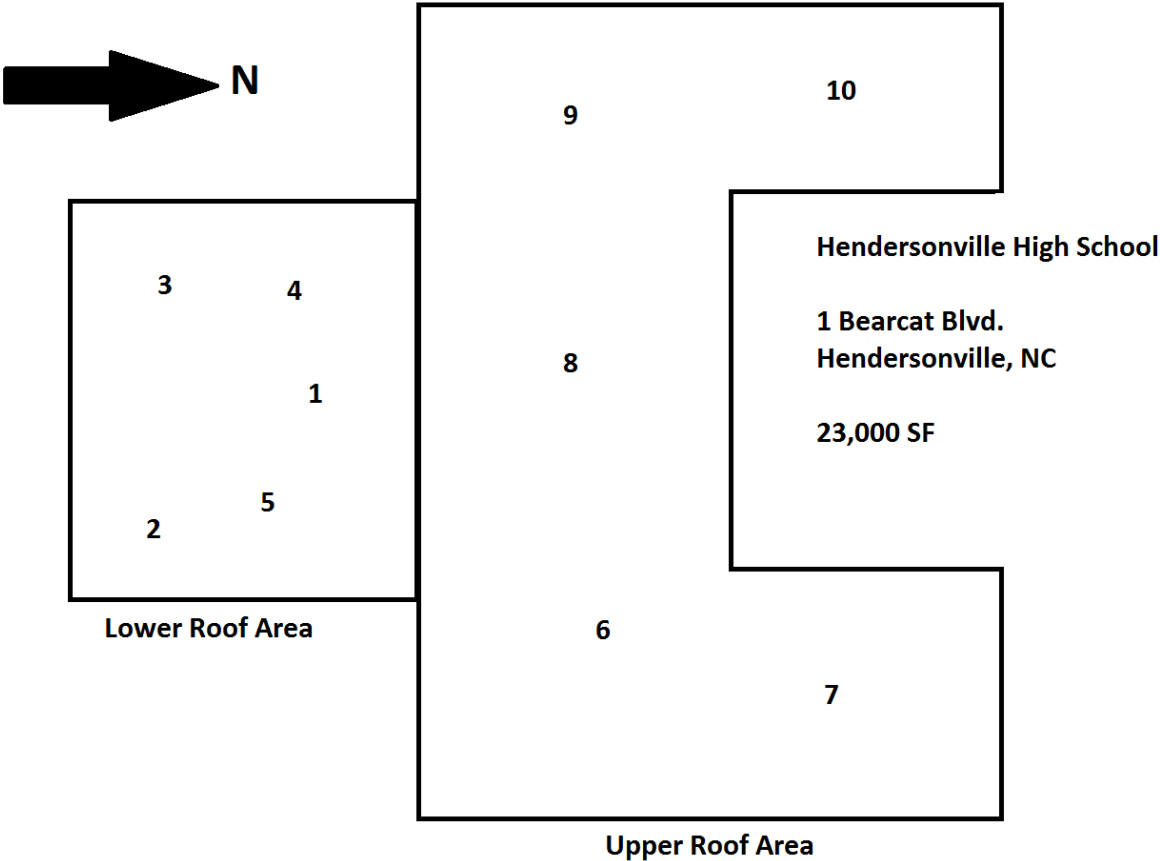 N
9
10
3
4
Hendersonville High School
1 Bearcat Blvd.
Hendersonville, NC
23,000 SF
8
1
5
2
Lower Roof Area
6
7
Upper Roof Area